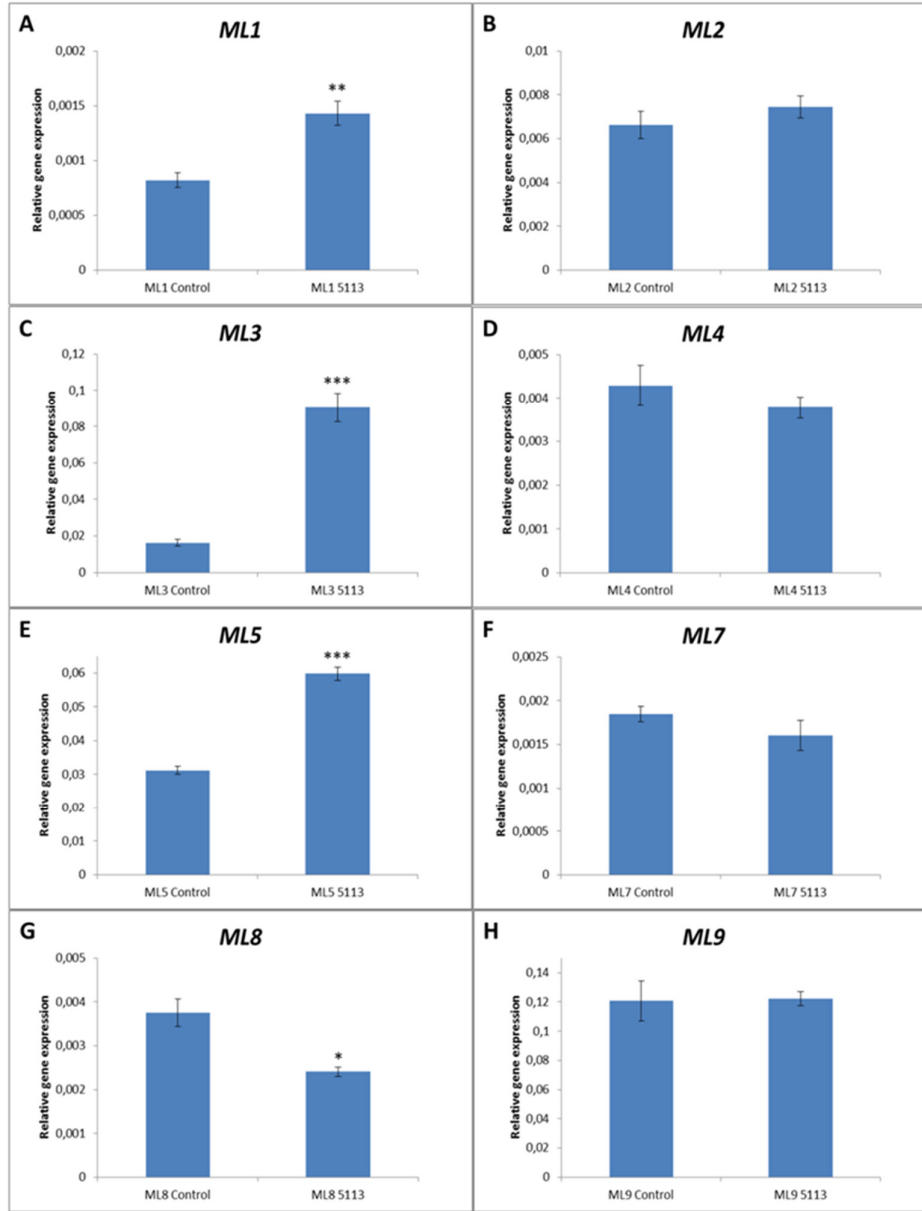 A
ML1
Relative gene expression
0,002
0,0015
0,001
0,0005
0
**
ML1 Control
ML1 5113
B
ML2
Relative gene expression
0,01
0,008
0,006
0,004
0,002
0
ML2 Control
ML2 5113
C
ML3
Relative gene expression
0,12
0,1
0,08
0,06
0,04
0,02
0
***
ML3 Control
ML3 5113
D
ML4
Relative gene expression
0,005
0,004
0,003
0,002
0,001
0
ML4 Control
ML4 5113
E
ML5
Relative gene expression
0,06
0,05
0,04
0,03
0,02
0,01
0
***
ML5 Control
ML5 5113
F
ML7
Relative gene expression
0,0025
0,002
0,0015
0,001
0,0005
0
ML7 Control
ML7 5113
G
ML8
Relative gene expression
0,005
0,004
0,003
0,002
0,001
0
*
ML8 Control
ML8 5113
H
ML9
Relative gene expression
0,14
0,12
0,1
0,08
0,06
0,04
0,02
0
ML9 Control
ML9 5113